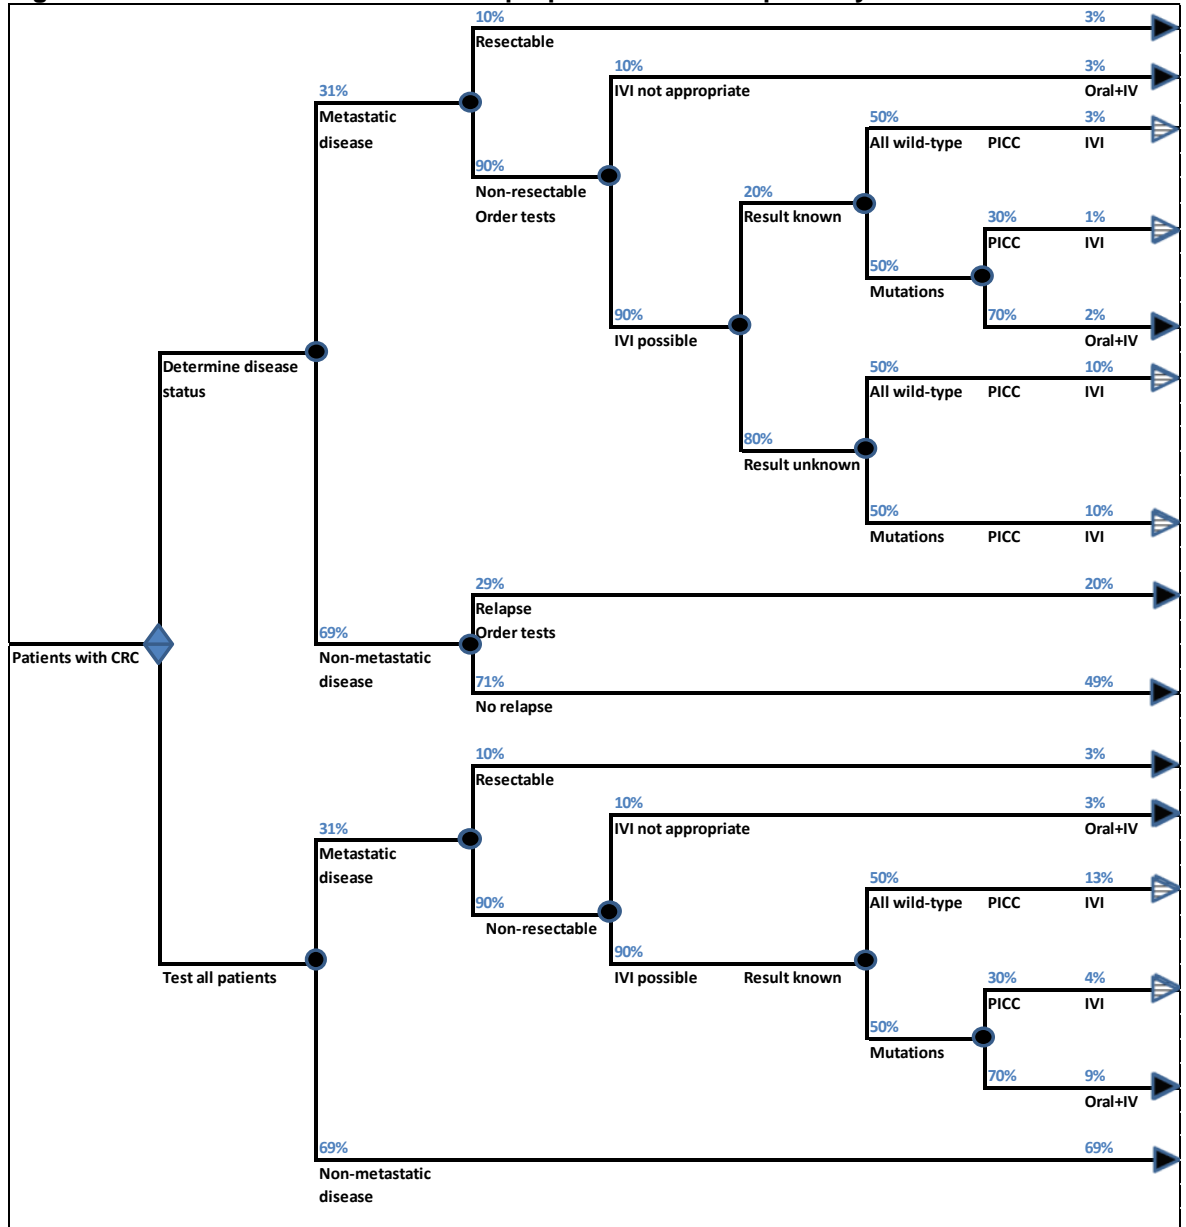 10% 3%
Resectable
10% 3%
31% IVI not appropriate Oral+IV
Metastatic 50% 3%
disease All wild-type PICC IVI
90%
Non-resectable 20%
Order tests Result known 30% 1%
PICC IVI
50%
Mutations
90% 70% 2%
IVI possible Oral+IV
Determine disease 50% 10%
status All wild-type PICC IVI
80%
Result unknown
50% 10%
Mutations PICC IVI
29% 20%
Relapse
69% Order tests
Patients with CRC Non-metastatic
disease 71% 49%
No relapse
10% 3%
Resectable
10% 3%
31% IVI not appropriate Oral+IV
Metastatic
disease 50% 13%
90% All wild-type PICC IVI
Non-resectable
90%
Test all patients IVI possible Result known 30% 4%
PICC IVI
50%
Mutations
70% 9%
Oral+IV
69% 69%
Non-metastatic
disease